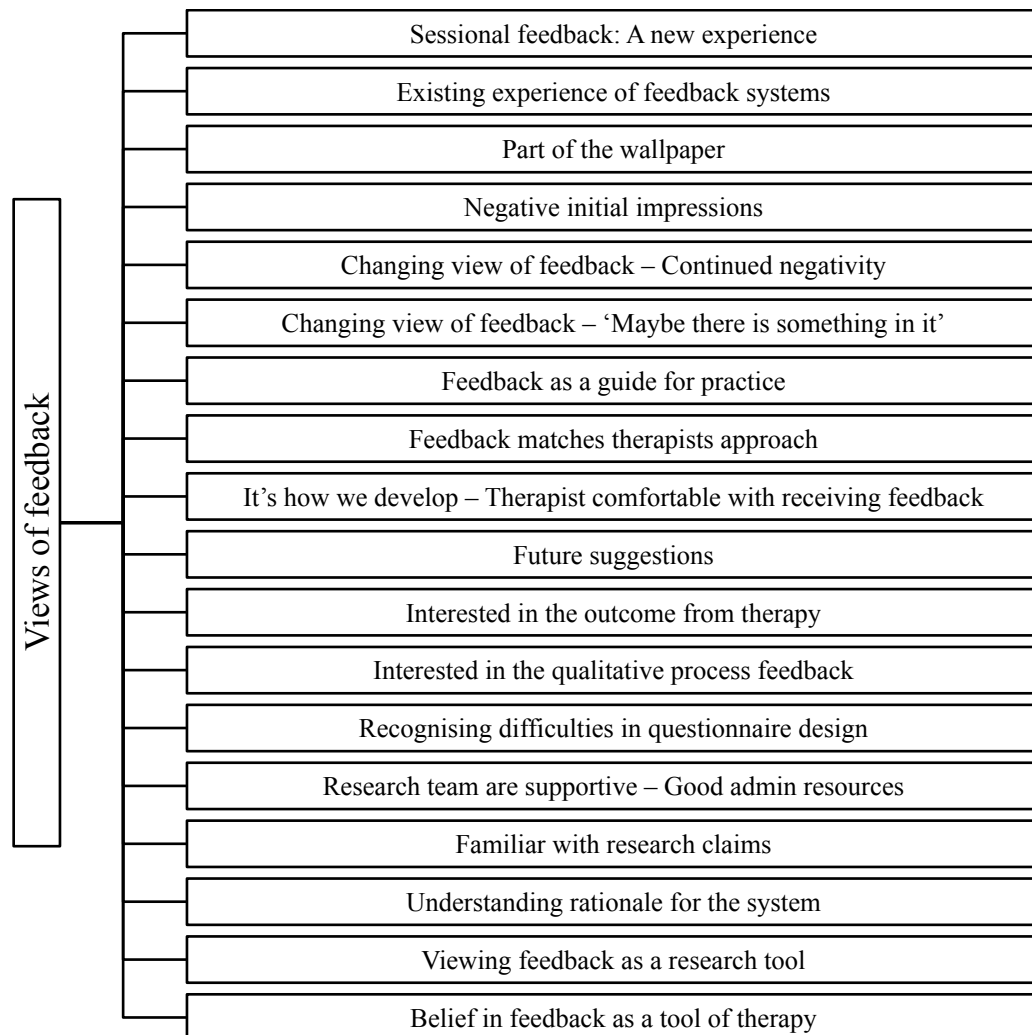 Views of feedback
Sessional feedback: A new experience
Existing experience of feedback systems
Part of the wallpaper
Negative initial impressions
Changing view of feedback – Continued negativity
Changing view of feedback – ‘Maybe there is something in it’
Feedback as a guide for practice
Feedback matches therapists approach
It’s how we develop – Therapist comfortable with receiving feedback
Future suggestions
Interested in the outcome from therapy
Interested in the qualitative process feedback
Recognising difficulties in questionnaire design
Research team are supportive – Good admin resources
Familiar with research claims
Understanding rationale for the system
Viewing feedback as a research tool
Belief in feedback as a tool of therapy